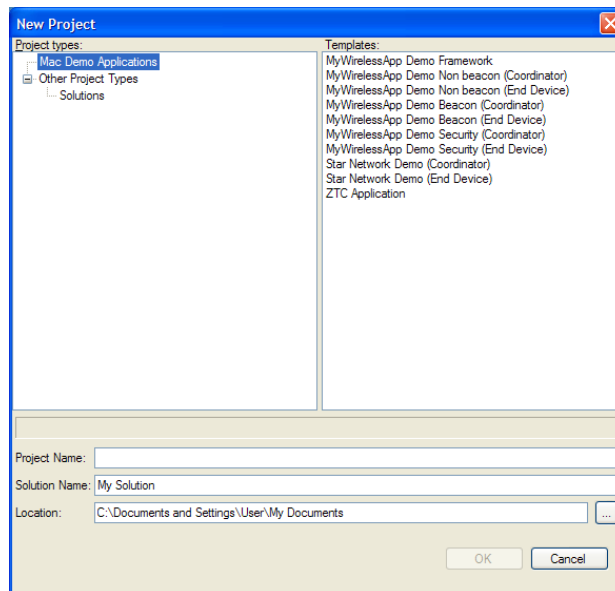 New Project
Project types:
Templates:
Mac Demo Applications
Other Project Types
Solutions
MyWirelessApp Demo Framework
MyWirelessApp Demo Non beacon (Coordinator)
MyWirelessApp Demo Non beacon (End Device)
MyWirelessApp Demo Beacon (Coordinator)
MyWirelessApp Demo Beacon (End Device)
MyWirelessApp Demo Security (Coordinator)
MyWirelessApp Demo Security (End Device)
Star Network Demo (Coordinator)
Star Network Demo (End Device)
ZTC Application
Project Name:
Solution Name: My Solution
Location: C:\Documents and Settings\User\My Documents ...
OK Cancel